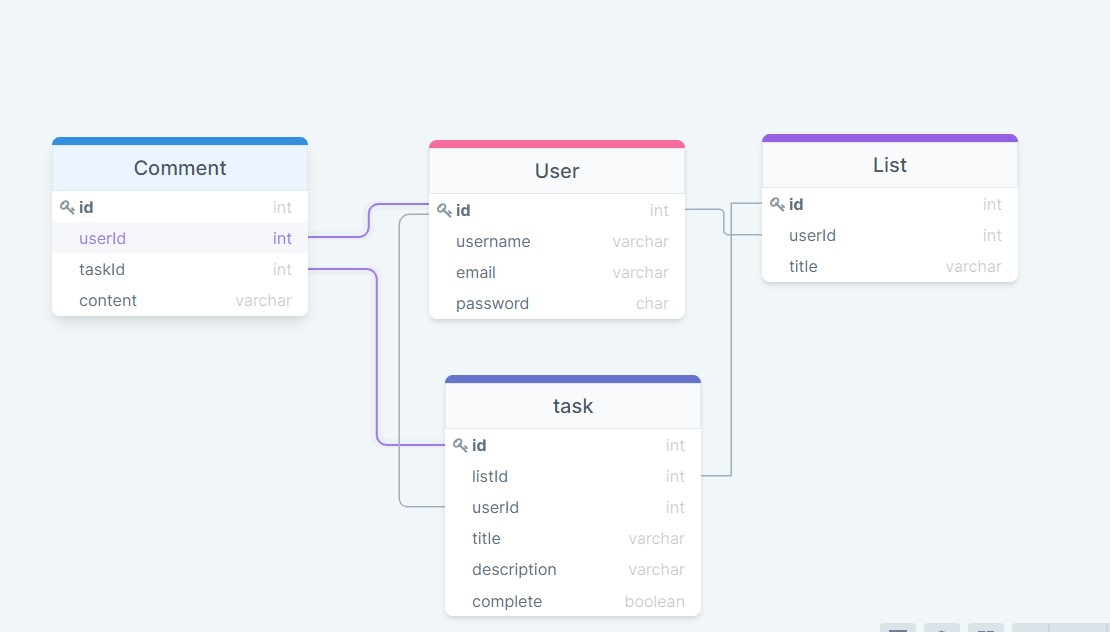 Comment
id int
userId int
taskId int
content varchar
User
id int
username varchar
email varchar
password char
List
id int
userId int
title varchar
task
id int
listId int
userId int
title varchar
description varchar
complete boolean